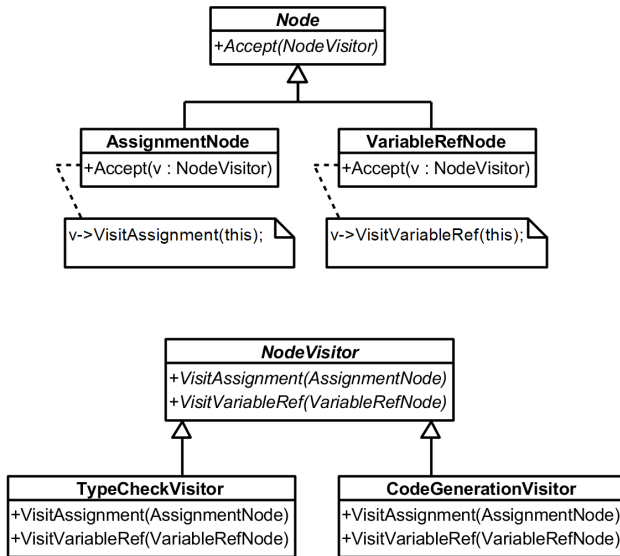 Node
+Accept(NodeVisitor)
AssignmentNode
+Accept(v : NodeVisitor)
VariableRefNode
+Accept(v : NodeVisitor)
v->VisitAssignment(this);
v->VisitVariableRef(this);
NodeVisitor
+VisitAssignment(AssignmentNode)
+VisitVariableRef(VariableRefNode)
TypeCheckVisitor
+VisitAssignment(AssignmentNode)
+VisitVariableRef(VariableRefNode)
CodeGenerationVisitor
+VisitAssignment(AssignmentNode)
+VisitVariableRef(VariableRefNode)